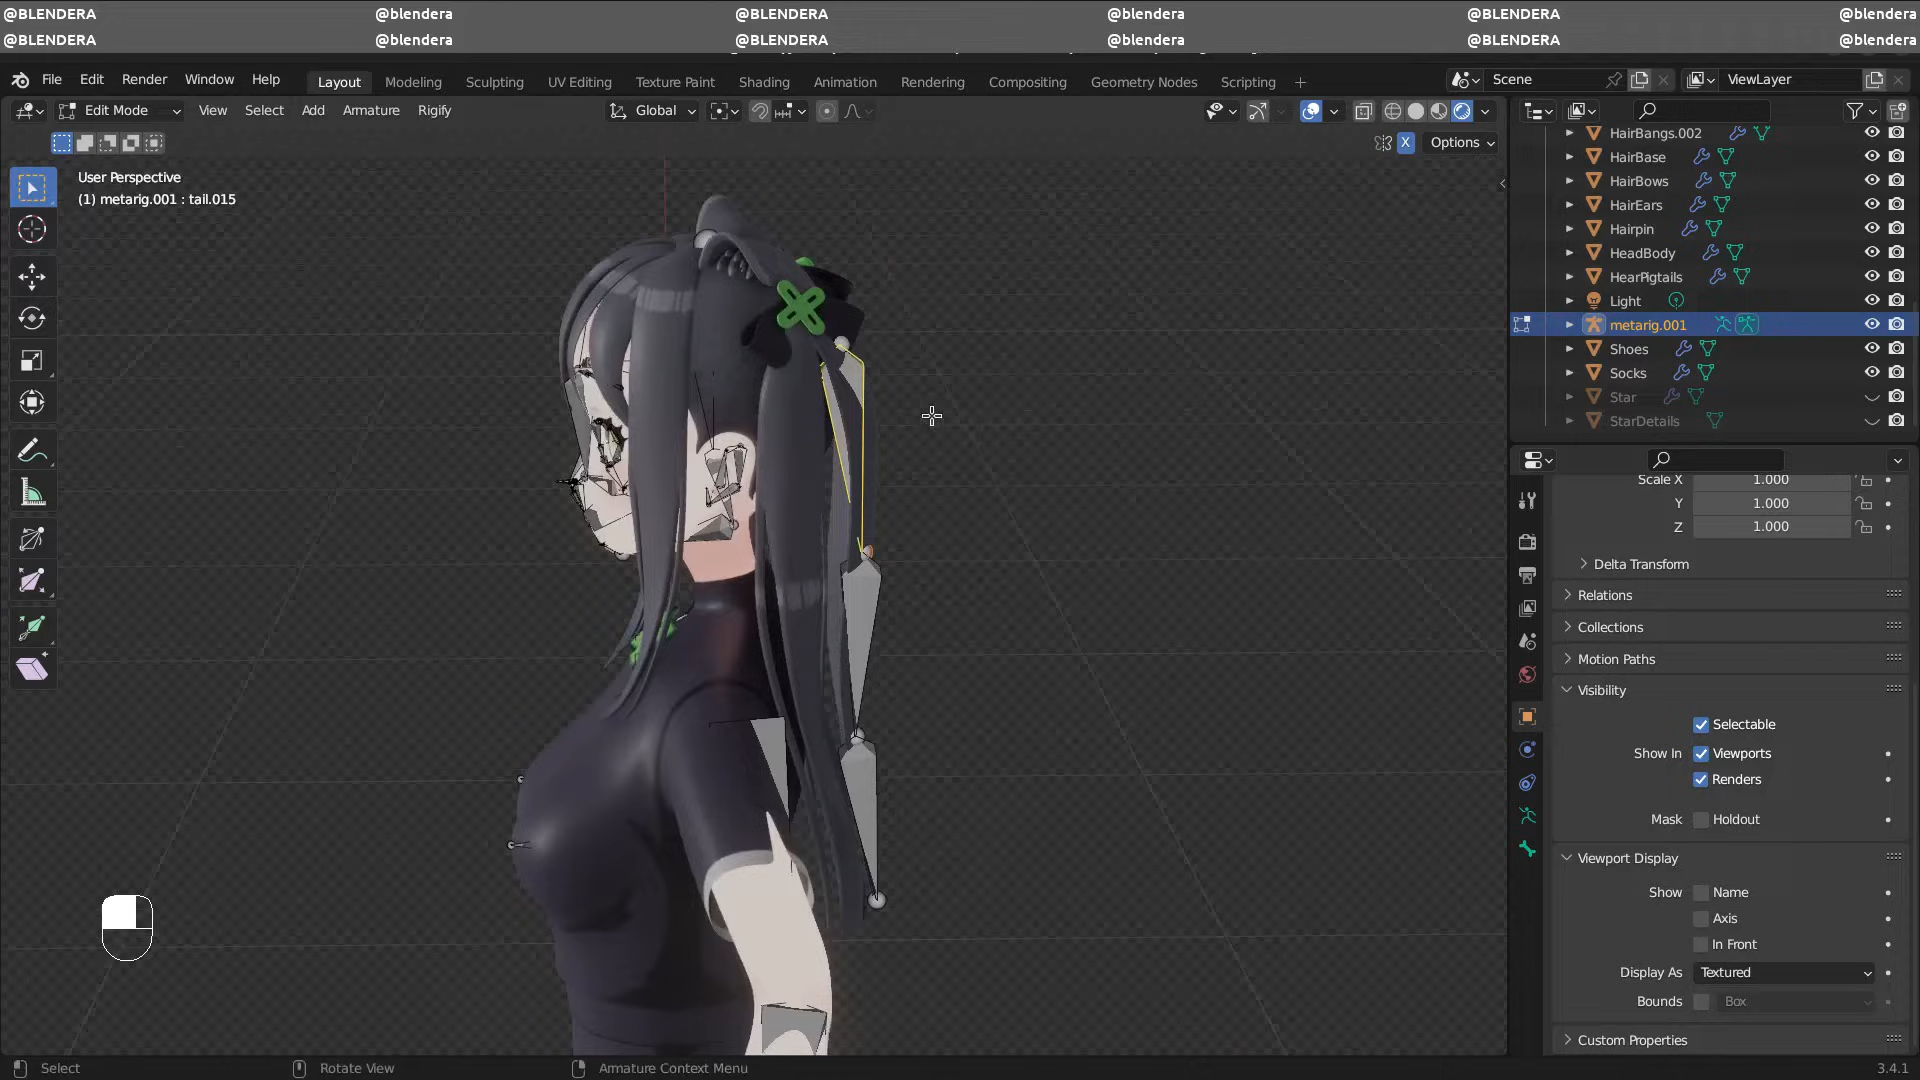 @BLENDERA @blendera @BLENDERA @blendera @BLENDERA @blendera
@BLENDERA @blendera @BLENDERA @blendera @BLENDERA @blendera
File Edit Render Window Help Layout Modeling Sculpting UV Editing Texture Paint Shading Animation Rendering Compositing Geometry Nodes Scripting + Scene ViewLayer
Edit Mode View Select Add Armature Rigify Global
X Options
User Perspective
(1) metarig.001 : tail.015
HairBangs.002
HairBase
HairBows
HairEars
Hairpin
HeadBody
HearPigtails
Light
metarig.001
Shoes
Socks
Star
StarDetails
Scale X 1.000
Y 1.000
Z 1.000
Delta Transform
Relations
Collections
Motion Paths
Visibility
Selectable
Show In Viewports
Renders
Mask Holdout
Viewport Display
Show Name
Axis
In Front
Display As Textured
Bounds Box
Custom Properties
Select Rotate View Armature Context Menu 3.4.1